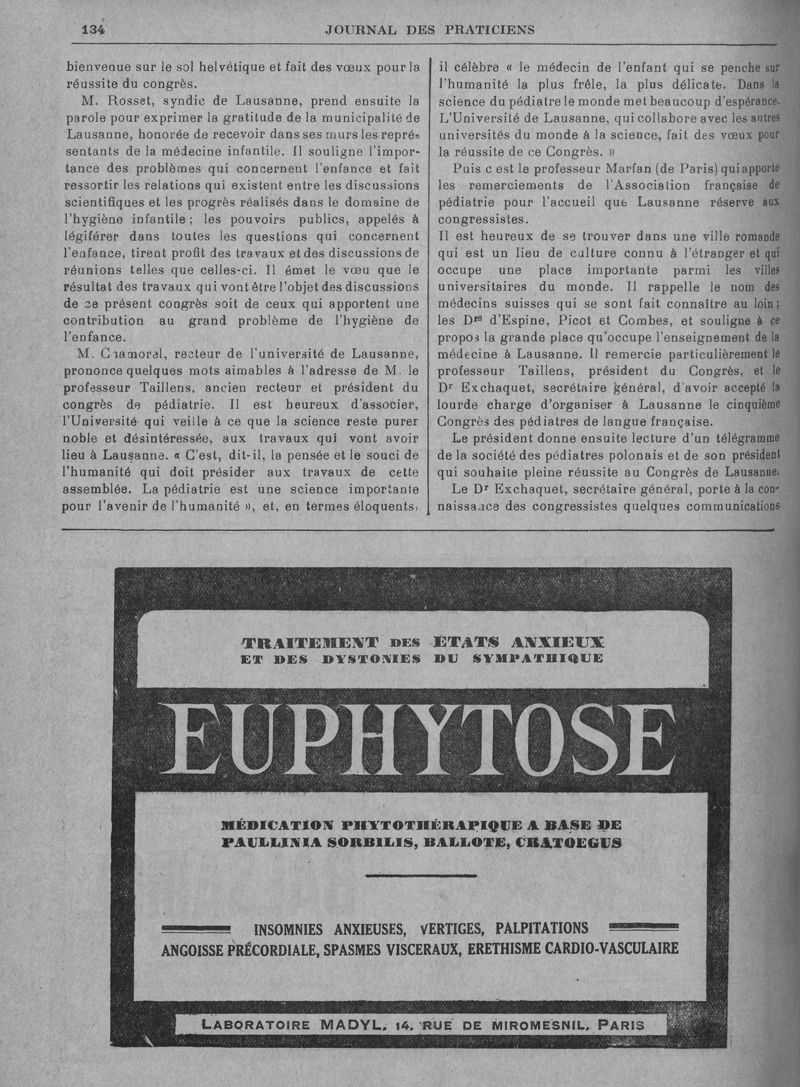 134
JOURNAL DES PRATICIENS
bienvenue sur le sol helvétique et fait des vœux pour la
réussite du congrès.
M. Rosset, syndic de Lausanne, prend ensuite la
parole pour exprimer la gratitude de la municipalité de
Lausanne, honorée de recevoir dans ses murs les repré-
sentants de la médecine infantile. Il souligne l'impor-
tance des problèmes qui concernent l'enfance et fait
ressortir les relations qui existent entre les discussions
scientifiques et les progrès réalisés dans le domaine de
l'hygiène infantile ; les pouvoirs publics, appelés à
légiférer dans toutes les questions qui concernent
l'enfance, tirent profit des travaux et des discussions de
réunions telles que celles-ci. Il émet le vœu que le
résultat des travaux qui vont être l'objet des discussions
de ce présent congrès soit de ceux qui apportent une
contribution au grand problème de l'hygiène de
l'enfance.
M. Chamorel, recteur de l'université de Lausanne,
prononce quelques mots aimables à l'adresse de M. le
professeur Taillens, ancien recteur et président du
congrès de pédiatrie. Il est heureux d'associer,
l'Université qui veille à ce que la science reste purer
noble et désintéressée, aux travaux qui vont avoir
lieu à Lausanne. « C'est, dit-il, la pensée et le souci de
l'humanité qui doit présider aux travaux de cette
assemblée. La pédiatrie est une science importante
pour l'avenir de l'humanité », et, en termes éloquents,
il célèbre « le médecin de l'enfant qui se penche sur
l'humanité la plus frêle, la plus délicate. Dans la
science du pédiatre le monde met beaucoup d'espérance.
L'Université de Lausanne, qui collabore avec les autres
universités du monde à la science, fait des vœux pour
la réussite de ce Congrès. »
Puis c est le professeur Marfan (de Paris) qui apporte
les remerciements de l'Association française de
pédiatrie pour l'accueil que Lausanne réserve aux
congressistes.
Il est heureux de se trouver dans une ville romande
qui est un lieu de culture connu à l'étranger et qui
occupe une place importante parmi les villes
universitaires du monde. Il rappelle le nom des
médecins suisses qui se sont fait connaître au loin ;
les Drs d'Espine, Picot et Combes, et souligne à ce
propos la grande place qu'occupe l'enseignement de la
médecine à Lausanne. Il remercie particulièrement le
professeur Taillens, président du Congrès, et le
Dr Exchaquet, secrétaire général, d'avoir accepté la
lourde charge d'organiser à Lausanne le cinquième
Congrès des pédiatres de langue française.
Le président donne ensuite lecture d'un télégramme
de la société des pédiatres polonais et de son président
qui souhaite pleine réussite au Congrès de Lausanne.
Le Dr Exchaquet, secrétaire général, porte à la con-
naissance des congressistes quelques communications
TRAITEMENT DES ETATS ANXIEUX
ET DES DYSTONIES DU SYMPATHIQUE
EUPHYTOSE
MÉDICATION PHYTOTHÉRAPIQUE A BASE DE
PAULLINIA SORBILIS, BALLOTE, CRATOEGUS
INSOMNIES ANXIEUSES, VERTIGES, PALPITATIONS
ANGOISSE PRÉCORDIALE, SPASMES VISCERAUX, ERETHISME CARDIO-VASCULAIRE
LABORATOIRE MADYL, 14, RUE DE MIROMESNIL, PARIS